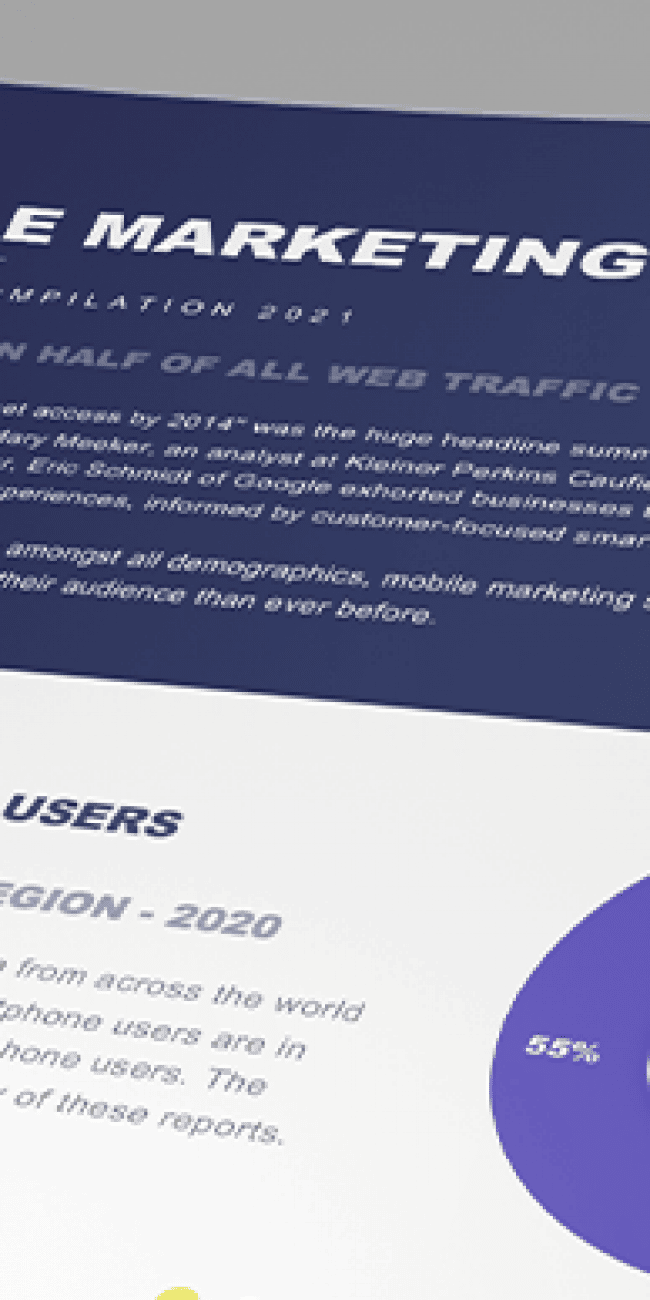 E MARKETING
MPILATION 2021
N HALF OF ALL WEB TRAFFIC
et access by 2014" was the huge headline summ
Mary Meeker, an analyst at Kleiner Perkins Caufie
r, Eric Schmidt of Google exhorted businesses
periences, informed by customer-focused smar
amongst all demographics, mobile marketing s
their audience than ever before.
USERS
EGION - 2020
from across the world
tphone users are in
hone users. The
of these reports.
55%